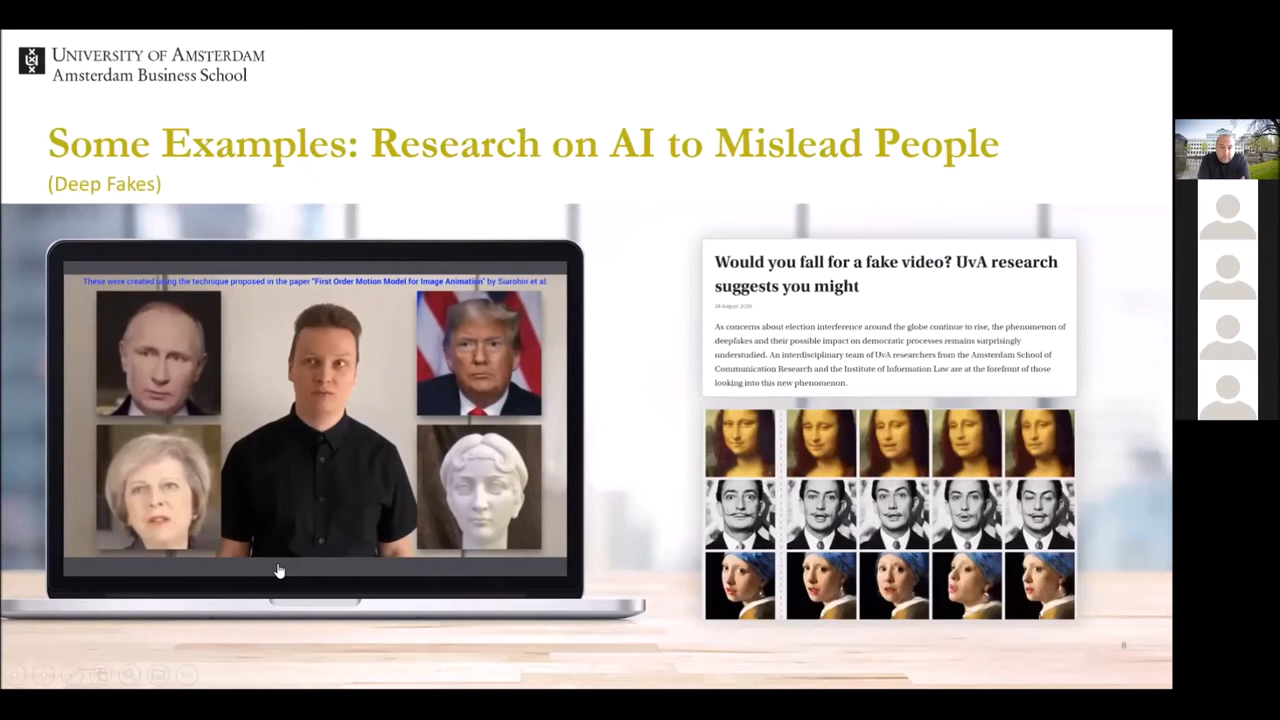 UNIVERSITY OF AMSTERDAM
Amsterdam Business School
Some Examples: Research on AI to Mislead People
(Deep Fakes)
These were created using the technique proposed in the paper "First Order Motion Model for Image Animation" by Siarohin et al.
Would you fall for a fake video? UvA research
suggests you might
24 August 2020
As concerns about election interference around the globe continue to rise, the phenomenon of
deepfakes and their possible impact on democratic processes remains surprisingly
understudied. An interdisciplinary team of UvA researchers from the Amsterdam School of
Communication Research and the Institute of Information Law are at the forefront of those
looking into this new phenomenon.
8